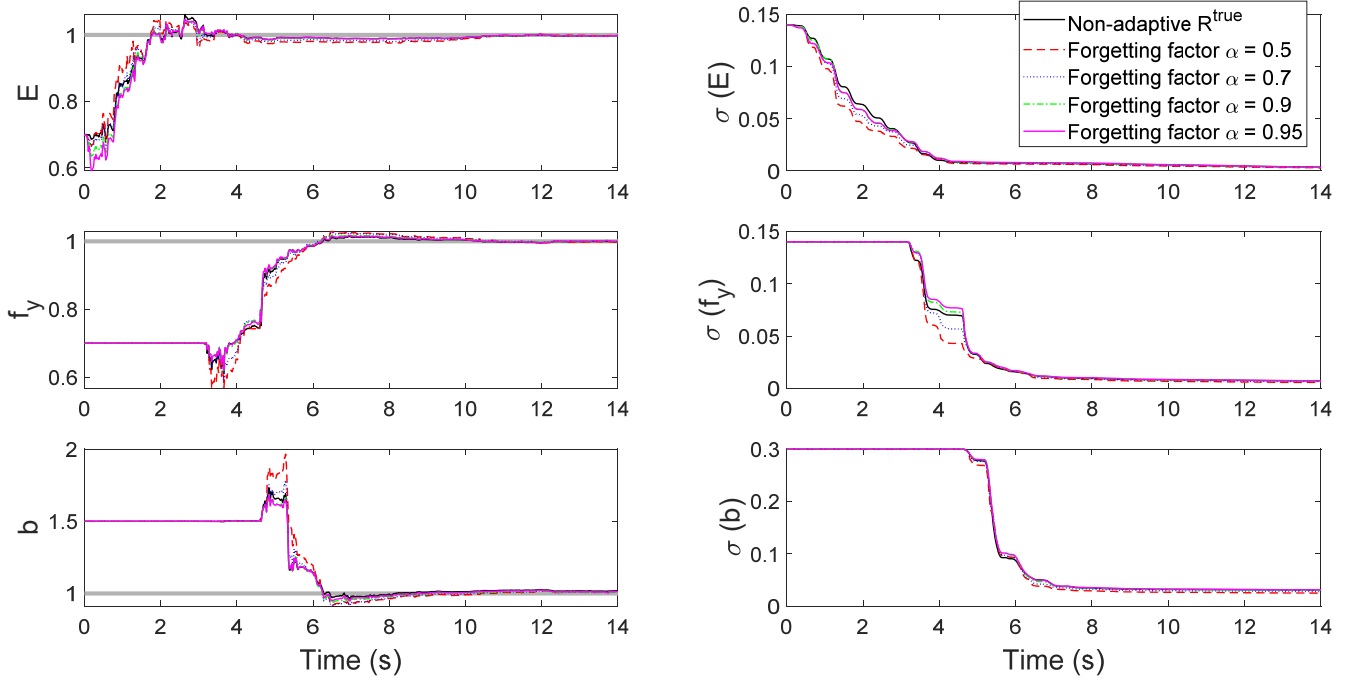 E
1
0.8
0.6
0 2 4 6 8 10 12 14
σ (E)
0.15
0.1
0.05
0
0 2 4 6 8 10 12 14
Non-adaptive R^true
Forgetting factor α = 0.5
Forgetting factor α = 0.7
Forgetting factor α = 0.9
Forgetting factor α = 0.95
f_y
1
0.8
0.6
0 2 4 6 8 10 12 14
σ (f_y)
0.15
0.1
0.05
0
0 2 4 6 8 10 12 14
b
2
1.5
1
0 2 4 6 8 10 12 14
Time (s)
σ (b)
0.3
0.2
0.1
0
0 2 4 6 8 10 12 14
Time (s)